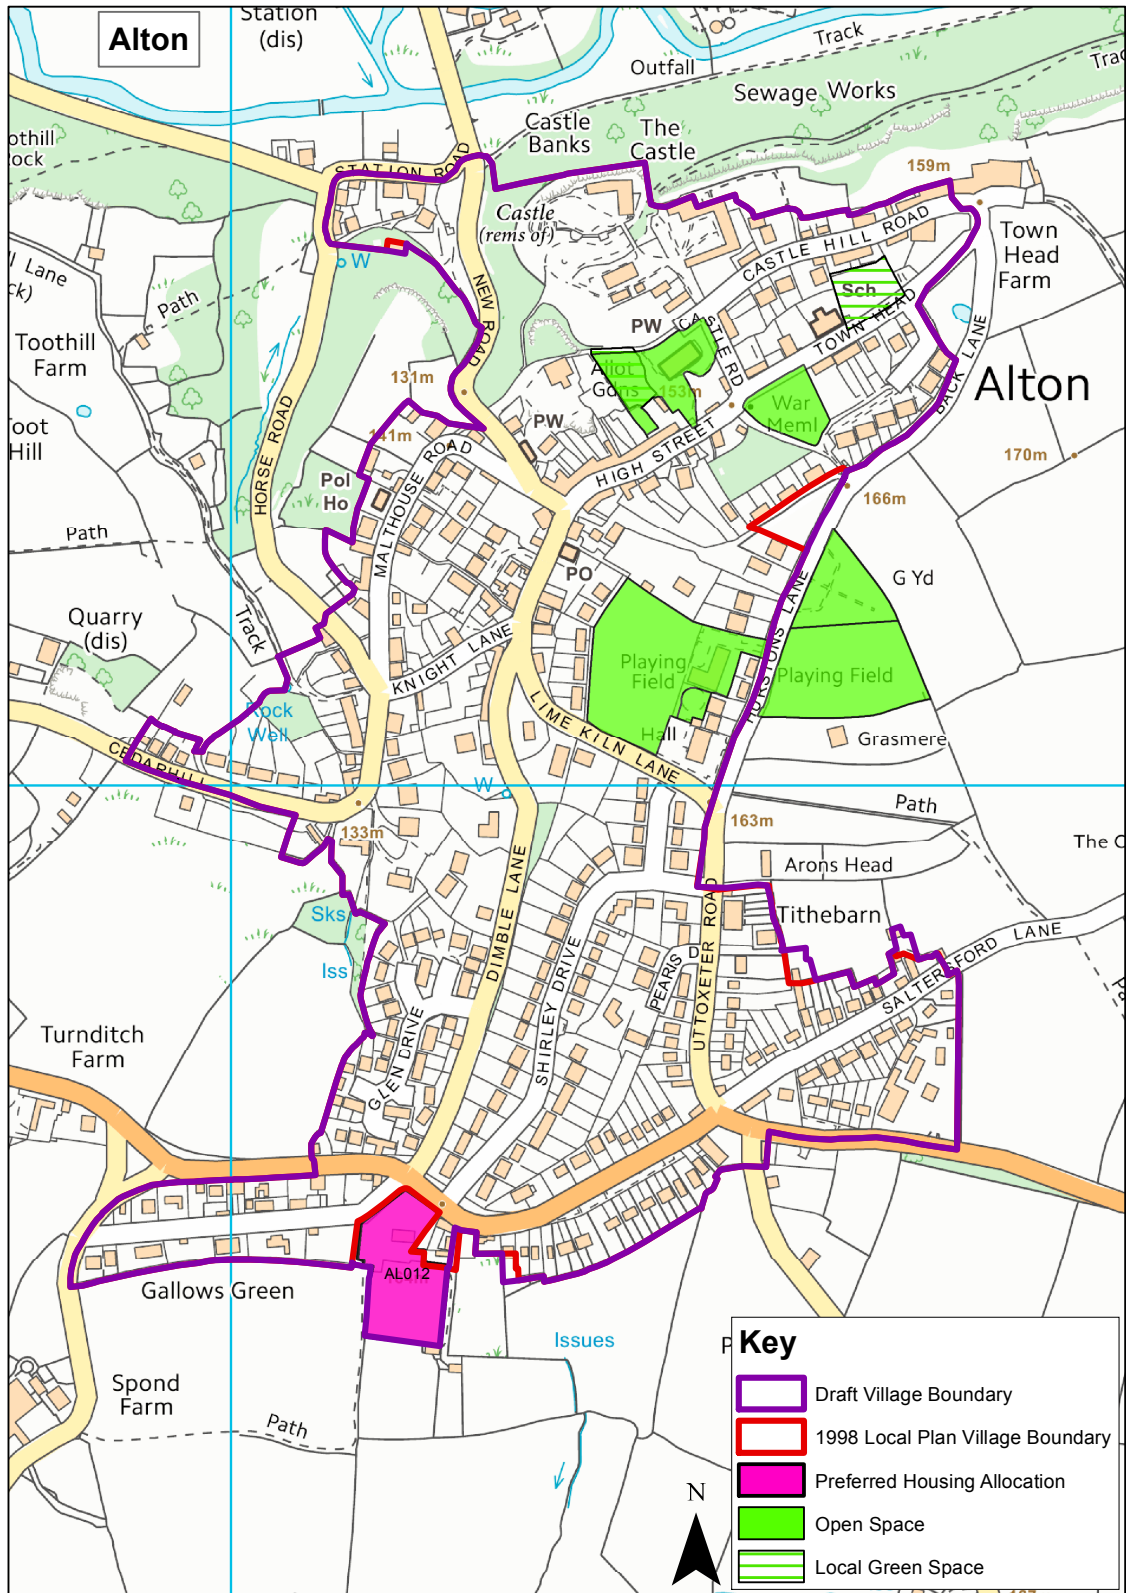 Alton
Station
(dis)
Track
Outfall
Sewage Works
Castle
Banks
The
Castle
STATION ROAD
159m
Castle
(rems of)
Town
Head
Farm
CASTLE HILL ROAD
W
Path
NEW ROAD
Sch
TOWN HEAD
PW
CASTLE RD
Toothill
Farm
131m
Allot
Gdns
153m
BACK LANE
Alton
War
Meml
PW
141m
HIGH STREET
170m
HORSE ROAD
MALTHOUSE ROAD
Pol
Ho
166m
Path
PO
G Yd
Quarry
(dis)
Track
KNIGHT LANE
Playing
Field
HURSTONS LANE
Playing Field
Rock
Well
LIME KILN LANE
Hall
Grasmere
CEDARHILL
W
Path
133m
163m
The
Arons Head
DIMBLE LANE
Sks
Tithebarn
UTTOXETER ROAD
SALTERSFORD LANE
Iss
SHIRLEY DRIVE
PEARIS D
Turnditch
Farm
GLEN DRIVE
AL012
Gallows Green
Issues
Spond
Farm
Path
N
Key
Draft Village Boundary
1998 Local Plan Village Boundary
Preferred Housing Allocation
Open Space
Local Green Space